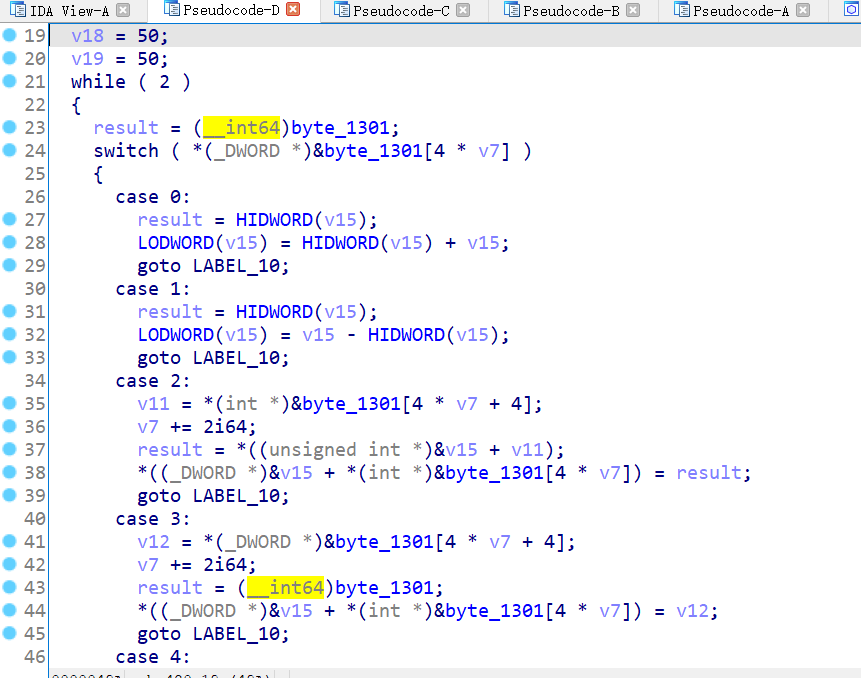 IDA View-A Pseudocode-D Pseudocode-C Pseudocode-B Pseudocode-A
19 v18 = 50;
20 v19 = 50;
21 while ( 2 )
22 {
23 result = (__int64)byte_1301;
24 switch ( *(_DWORD *)&byte_1301[4 * v7] )
25 {
26 case 0:
27 result = HIDWORD(v15);
28 LODWORD(v15) = HIDWORD(v15) + v15;
29 goto LABEL_10;
30 case 1:
31 result = HIDWORD(v15);
32 LODWORD(v15) = v15 - HIDWORD(v15);
33 goto LABEL_10;
34 case 2:
35 v11 = *(int *)&byte_1301[4 * v7 + 4];
36 v7 += 2i64;
37 result = *((unsigned int *)&v15 + v11);
38 *((_DWORD *)&v15 + *(int *)&byte_1301[4 * v7]) = result;
39 goto LABEL_10;
40 case 3:
41 v12 = *(_DWORD *)&byte_1301[4 * v7 + 4];
42 v7 += 2i64;
43 result = (__int64)byte_1301;
44 *((_DWORD *)&v15 + *(int *)&byte_1301[4 * v7]) = v12;
45 goto LABEL_10;
46 case 4: